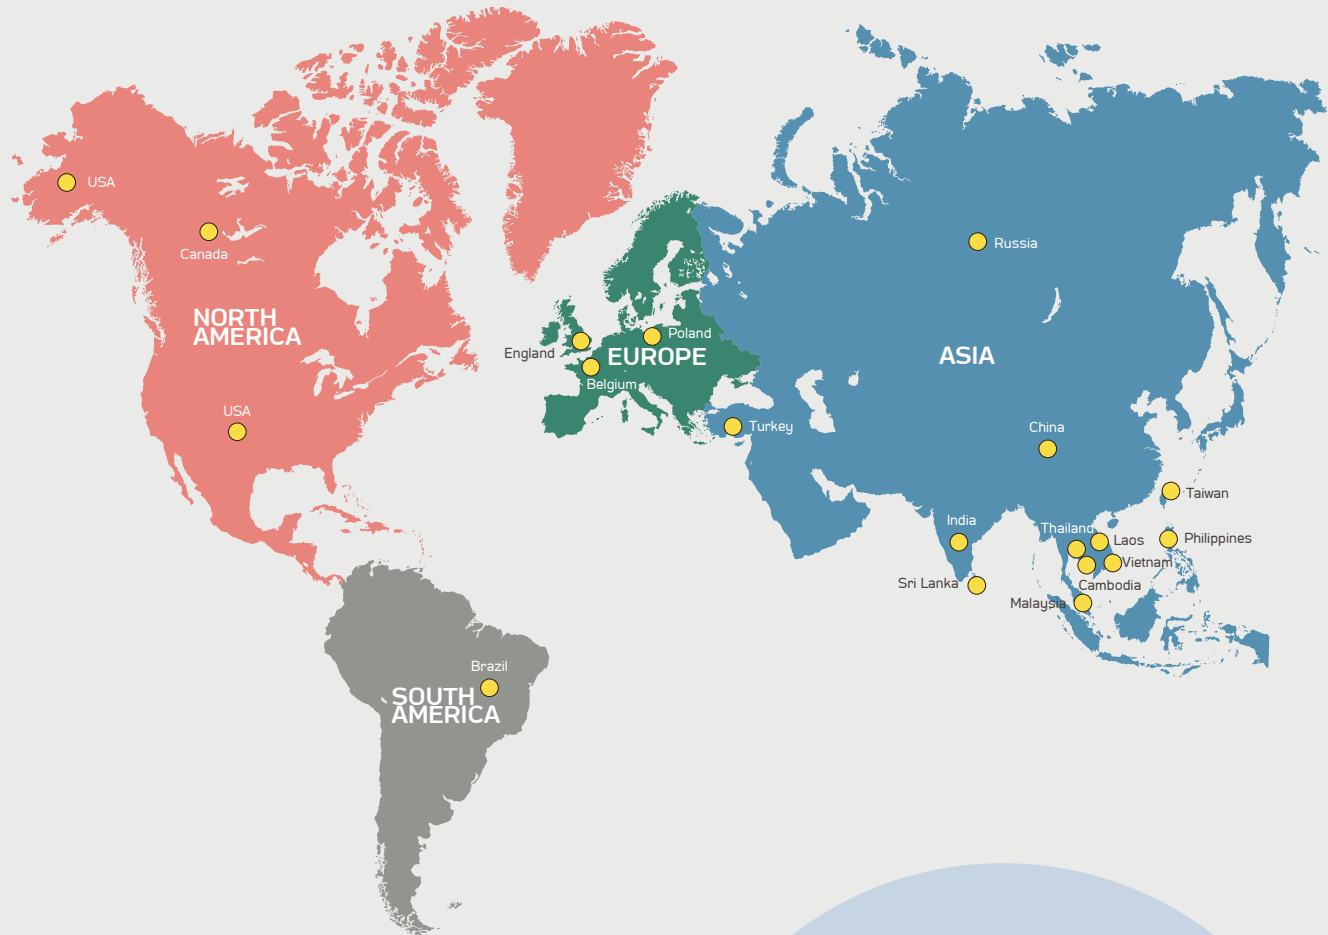 USA
Canada
NORTH
AMERICA
USA
England
Poland
EUROPE
Belgium
Russia
ASIA
Turkey
China
Taiwan
India
Thailand
Laos
Philippines
Vietnam
Sri Lanka
Cambodia
Malaysia
Brazil
SOUTH
AMERICA